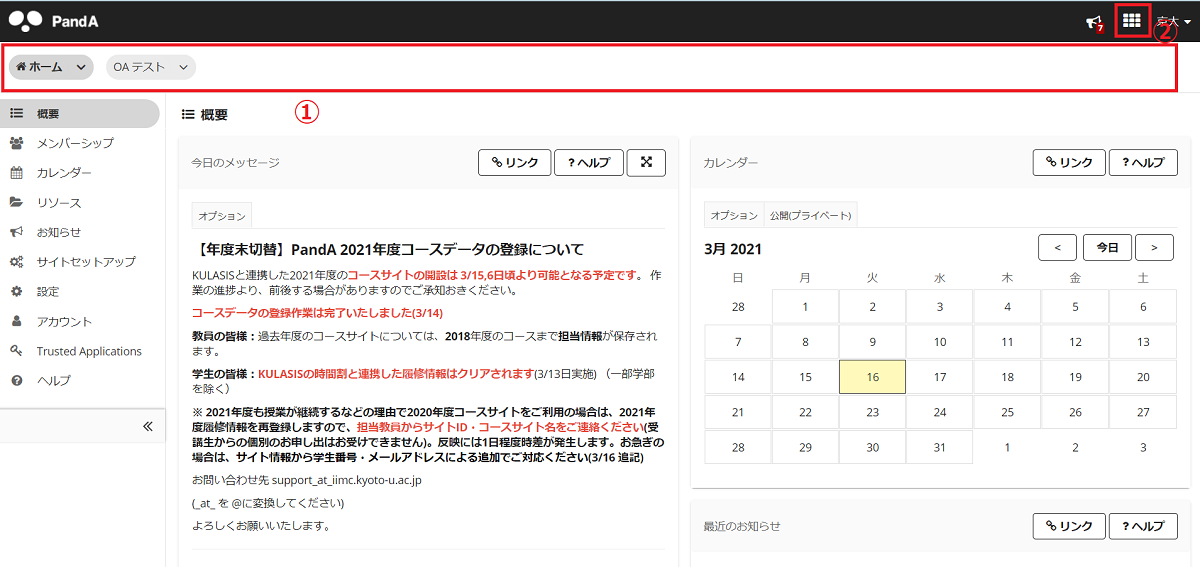 PandA
7
京大
②
ホーム
OA テスト
①
概要
メンバーシップ
カレンダー
リソース
お知らせ
サイトセットアップ
設定
アカウント
Trusted Applications
ヘルプ
概要
今日のメッセージ
リンク
? ヘルプ
オプション
【年度末切替】PandA 2021年度コースデータの登録について
KULASISと連携した2021年度のコースサイトの開設は 3/15,6日頃より可能となる予定です。 作
業の進捗より、前後する場合がありますのでご承知おきください。
コースデータの登録作業は完了いたしました(3/14)
教員の皆様：過去年度のコースサイトについては、2018年度のコースまで担当情報が保存され
ます。
学生の皆様：KULASISの時間割と連携した履修情報はクリアされます(3/13日実施) （一部学部
を除く）
※ 2021年度も授業が継続するなどの理由で2020年度コースサイトをご利用の場合は、2021年
度履修情報を再登録しますので、担当教員からサイトID・コースサイト名をご連絡ください(受
講生からの個別のお申し出はお受けできません)。反映には1日程度時差が発生します。お急ぎの
場合は、サイト情報から学生番号・メールアドレスによる追加でご対応ください(3/16 追記)
お問い合わせ先 support_at_iimc.kyoto-u.ac.jp
(_at_ を @に変換してください)
よろしくお願いいたします。
カレンダー
リンク
? ヘルプ
オプション
公開(プライベート)
3月 2021
<
今日
>
日 月 火 水 木 金 土
28 1 2 3 4 5 6
7 8 9 10 11 12 13
14 15 16 17 18 19 20
21 22 23 24 25 26 27
28 29 30 31 1 2 3
最近のお知らせ
リンク
? ヘルプ